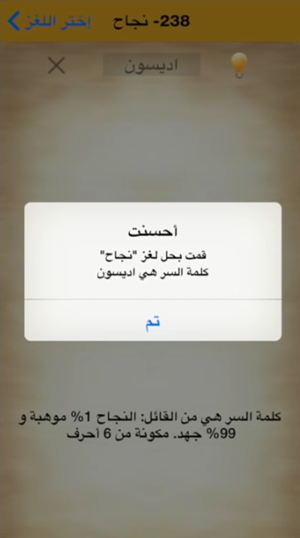 إختر اللغز
238- نجاح
اديسون
أحسنت
قمت بحل لغز "نجاح"
كلمة السر هي اديسون
تم
كلمة السر هي من القائل: النجاح 1% موهبة و
99% جهد. مكونة من 6 أحرف